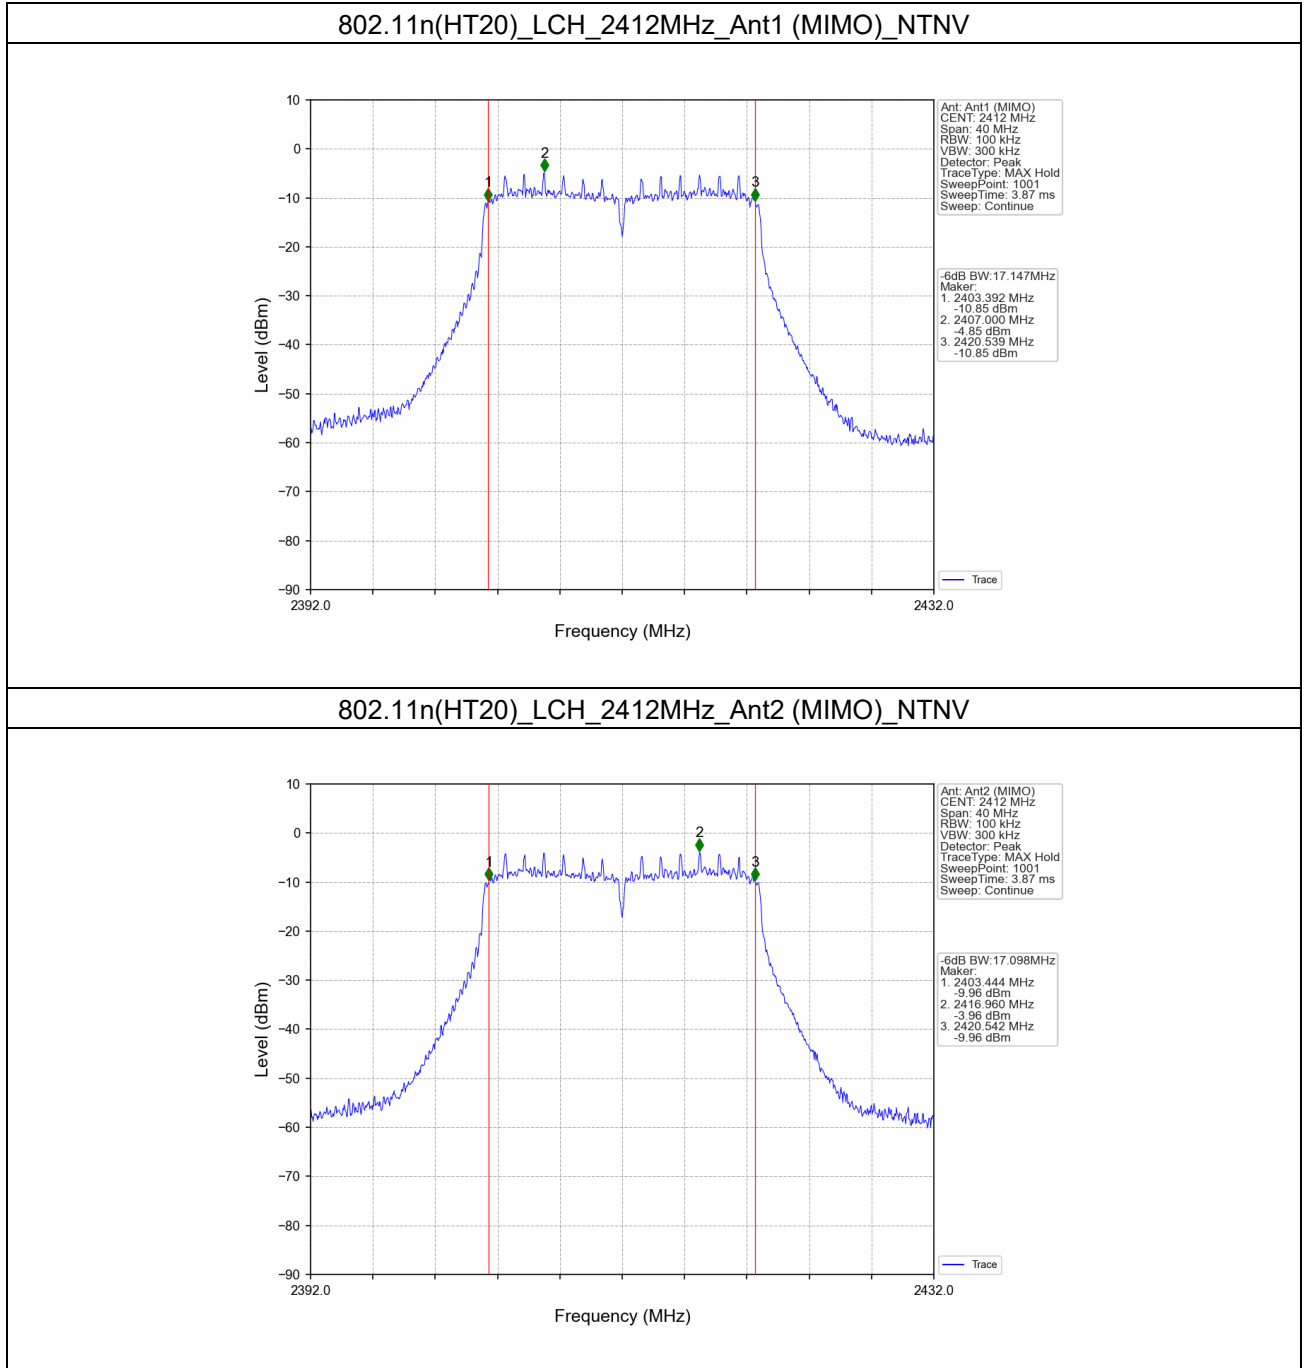 802.11n(HT20)_LCH_2412MHz_Ant1 (MIMO)_NTNV
10
0
−10
−20
−30
−40
−50
−60
−70
−80
−90
Level (dBm)
2392.0
2432.0
Frequency (MHz)
1
2
3
Ant: Ant1 (MIMO)
CENT: 2412 MHz
Span: 40 MHz
RBW: 100 kHz
VBW: 300 kHz
Detector: Peak
TraceType: MAX Hold
SweepPoint: 1001
SweepTime: 3.87 ms
Sweep: Continue
-6dB BW:17.147MHz
Maker:
1. 2403.392 MHz
-10.85 dBm
2. 2407.000 MHz
-4.85 dBm
3. 2420.539 MHz
-10.85 dBm
Trace
802.11n(HT20)_LCH_2412MHz_Ant2 (MIMO)_NTNV
10
0
−10
−20
−30
−40
−50
−60
−70
−80
−90
Level (dBm)
2392.0
2432.0
Frequency (MHz)
1
2
3
Ant: Ant2 (MIMO)
CENT: 2412 MHz
Span: 40 MHz
RBW: 100 kHz
VBW: 300 kHz
Detector: Peak
TraceType: MAX Hold
SweepPoint: 1001
SweepTime: 3.87 ms
Sweep: Continue
-6dB BW:17.098MHz
Maker:
1. 2403.444 MHz
-9.96 dBm
2. 2416.960 MHz
-3.96 dBm
3. 2420.542 MHz
-9.96 dBm
Trace